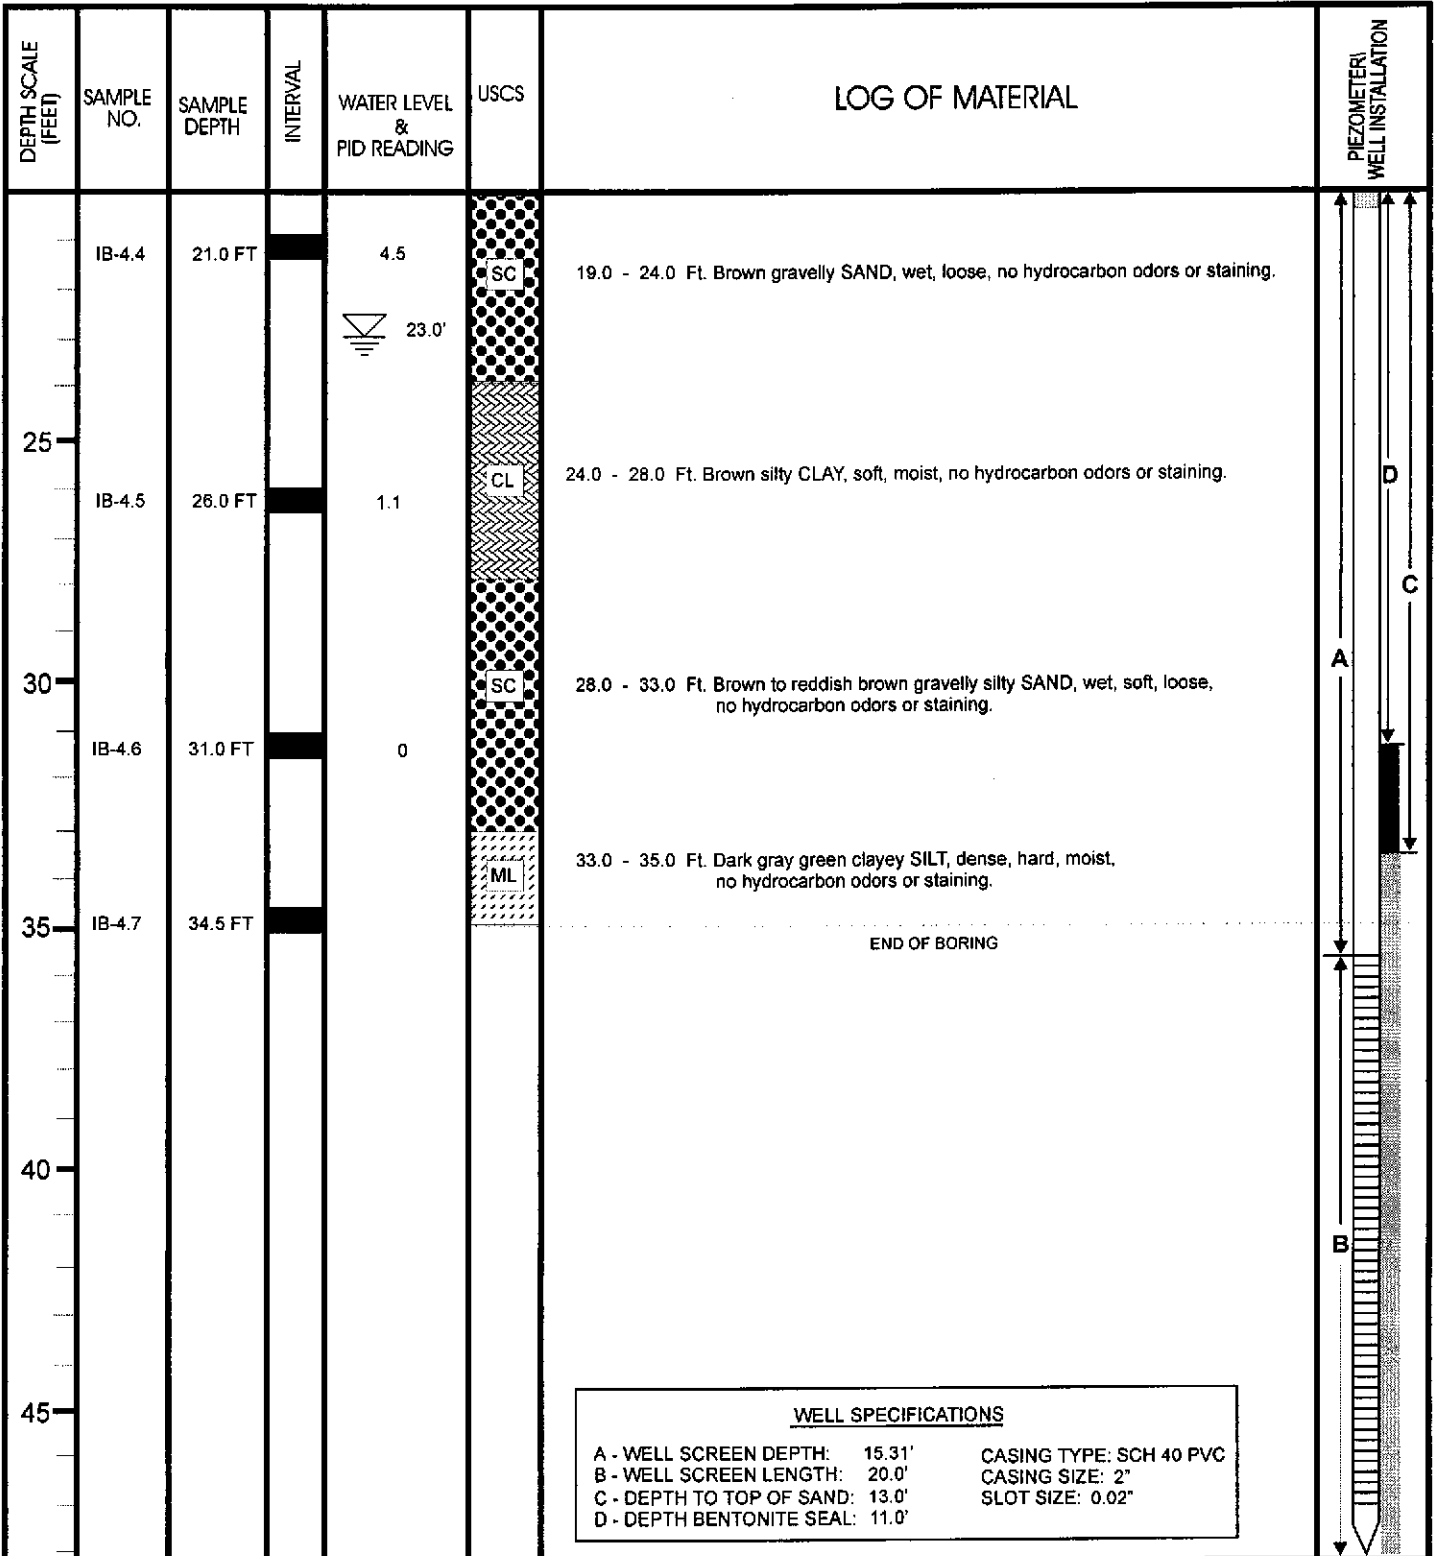 DEPTH SCALE (FEET)
SAMPLE NO.
SAMPLE DEPTH
INTERVAL
WATER LEVEL & PID READING
USCS
LOG OF MATERIAL
PIEZOMETER\ WELL INSTALLATION
IB-4.4 21.0 FT 4.5
SC
19.0 - 24.0 Ft. Brown gravelly SAND, wet, loose, no hydrocarbon odors or staining.
23.0'
25
CL
24.0 - 28.0 Ft. Brown silty CLAY, soft, moist, no hydrocarbon odors or staining.
D
IB-4.5 26.0 FT 1.1
C
A
30
SC
28.0 - 33.0 Ft. Brown to reddish brown gravelly silty SAND, wet, soft, loose,
no hydrocarbon odors or staining.
IB-4.6 31.0 FT 0
33.0 - 35.0 Ft. Dark gray green clayey SILT, dense, hard, moist,
ML
no hydrocarbon odors or staining.
35 IB-4.7 34.5 FT
END OF BORING
40
B
45
WELL SPECIFICATIONS
A - WELL SCREEN DEPTH: 15.31' CASING TYPE: SCH 40 PVC
B - WELL SCREEN LENGTH: 20.0' CASING SIZE: 2"
C - DEPTH TO TOP OF SAND: 13.0' SLOT SIZE: 0.02"
D - DEPTH BENTONITE SEAL: 11.0'